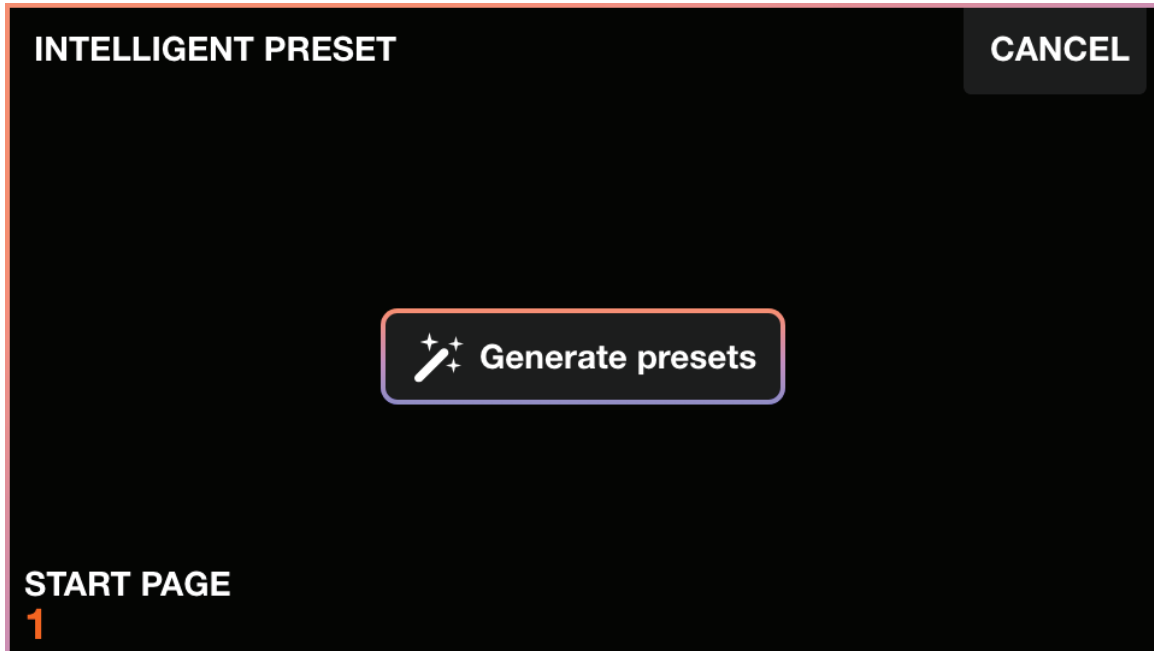 INTELLIGENT PRESET
CANCEL
Generate presets
START PAGE
1